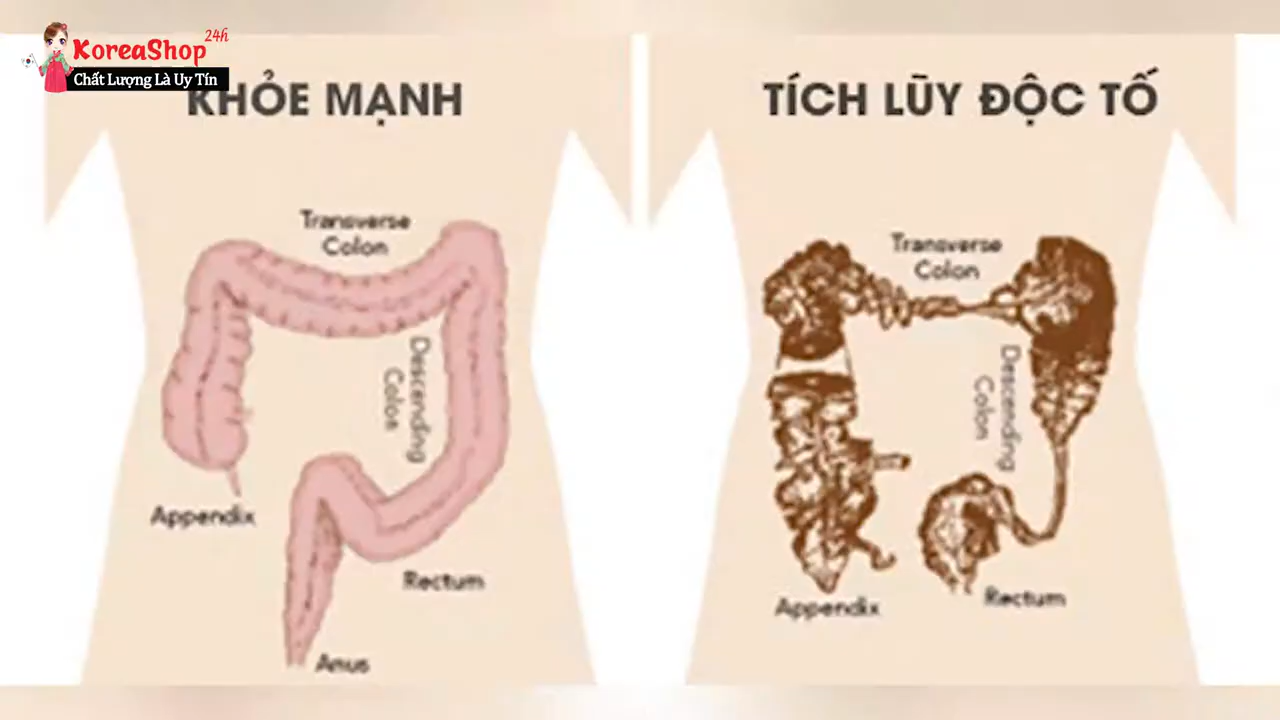 KoreaShop 24h
Chất Lượng Là Uy Tín
KHỎE MẠNH
Transverse
Colon
Descending
Colon
Appendix
Rectum
Anus
TÍCH LŨY ĐỘC TỐ
Transverse
Colon
Descending
Colon
Appendix
Rectum